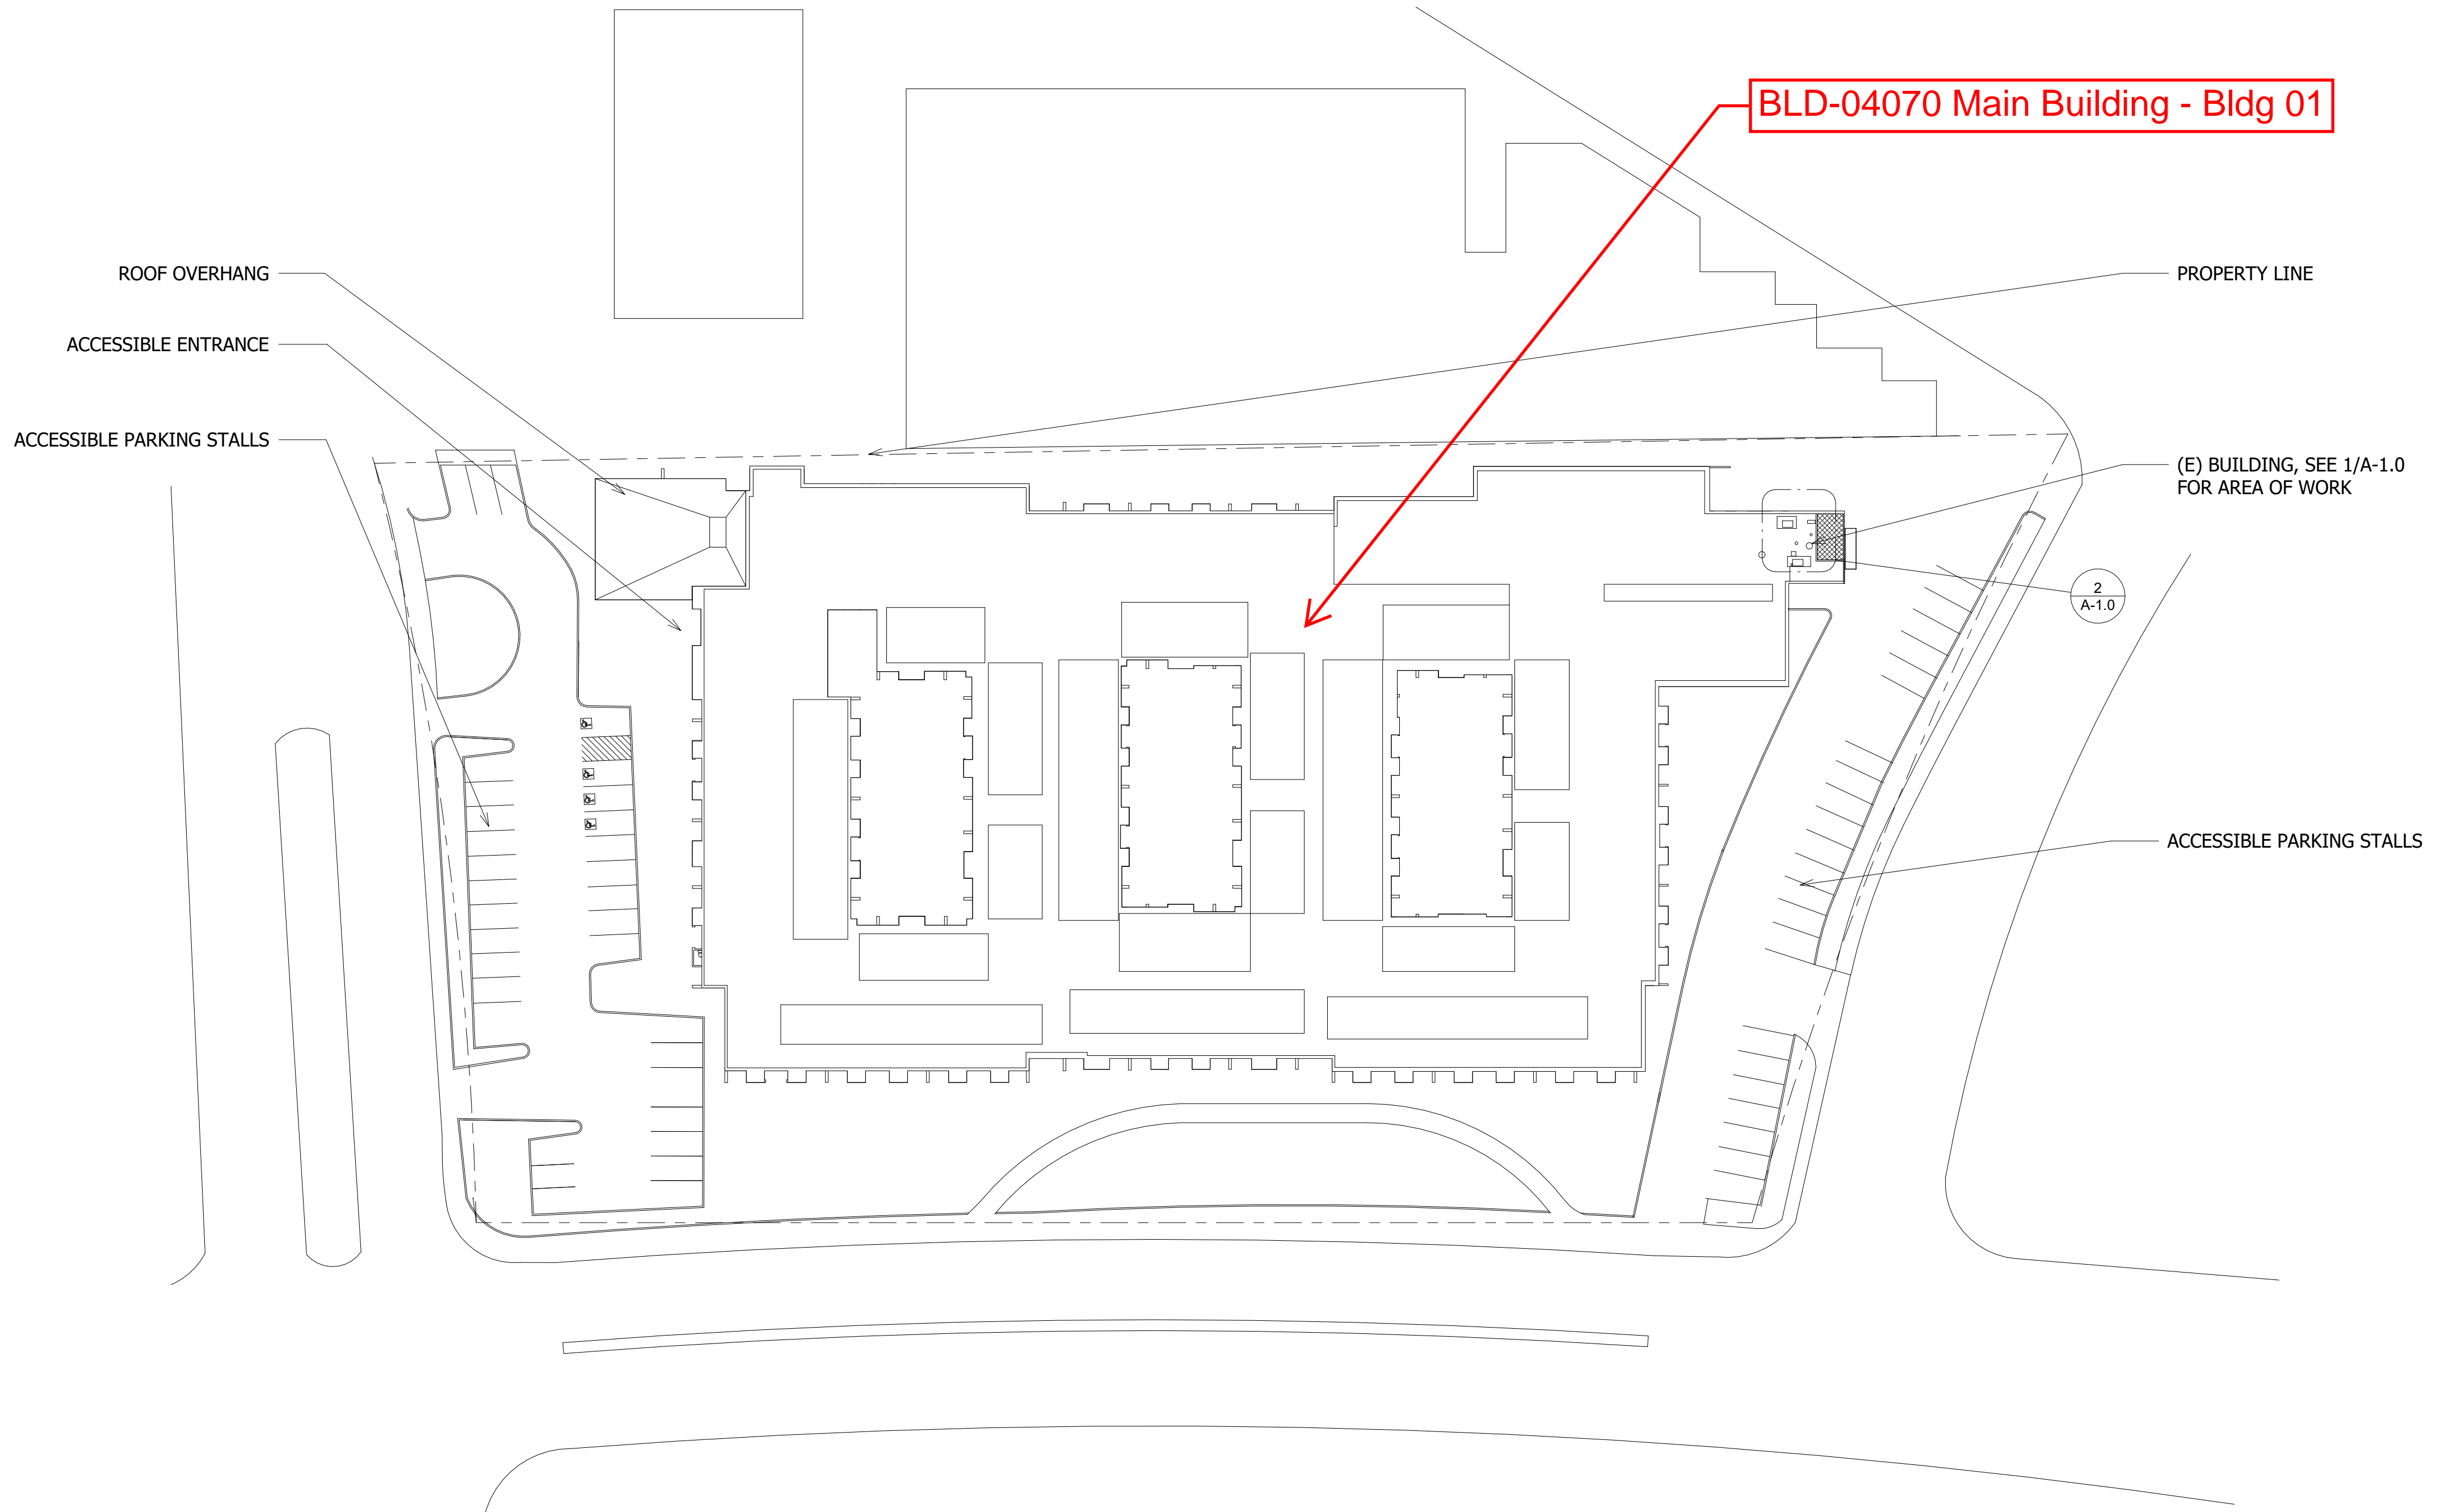 BLD-04070 Main Building - Bldg 01
ROOF OVERHANG
ACCESSIBLE ENTRANCE
ACCESSIBLE PARKING STALLS
PROPERTY LINE
(E) BUILDING, SEE 1/A-1.0
FOR AREA OF WORK
2
A-1.0
ACCESSIBLE PARKING STALLS